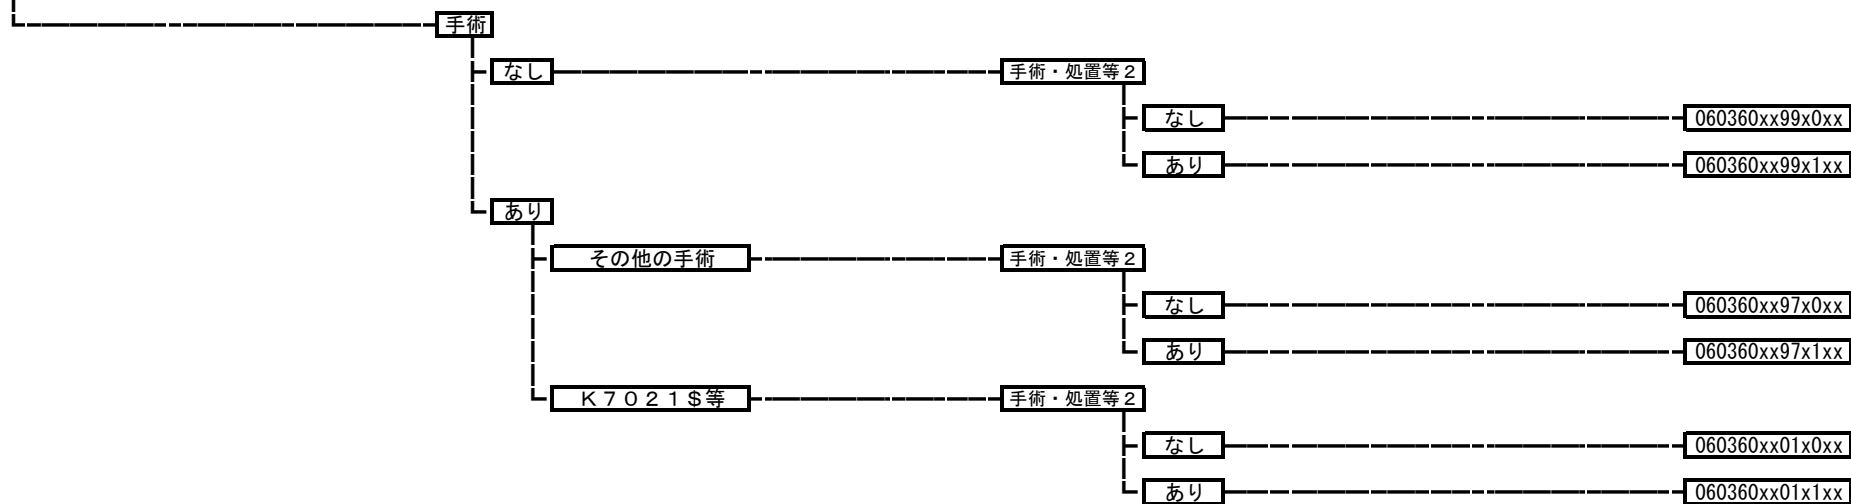 手術
なし 手術・処置等2
なし 060360xx99x0xx
あり 060360xx99x1xx
あり
その他の手術 手術・処置等2
なし 060360xx97x0xx
あり 060360xx97x1xx
K7021$等 手術・処置等2
なし 060360xx01x0xx
あり 060360xx01x1xx